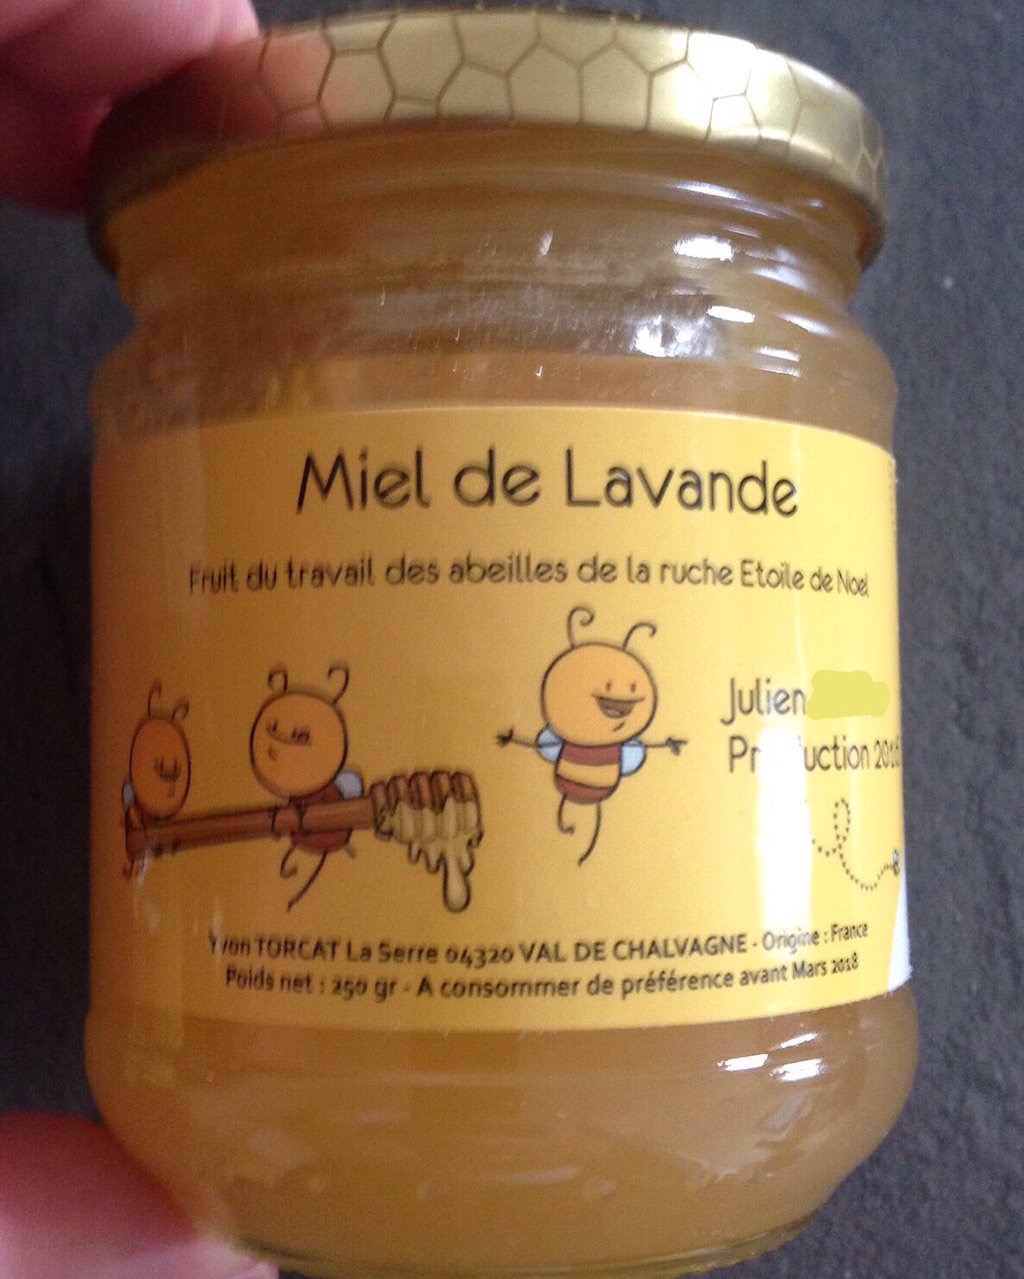 Miel de Lavande
Fruit du travail des abeilles de la ruche Etoile de Noel
Julien
Production
Yvon TORCAT La Serre 04320 VAL DE CHALVAGNE - Origine : France
Poids net : 250 gr - A consommer de préférence avant Mars 2018